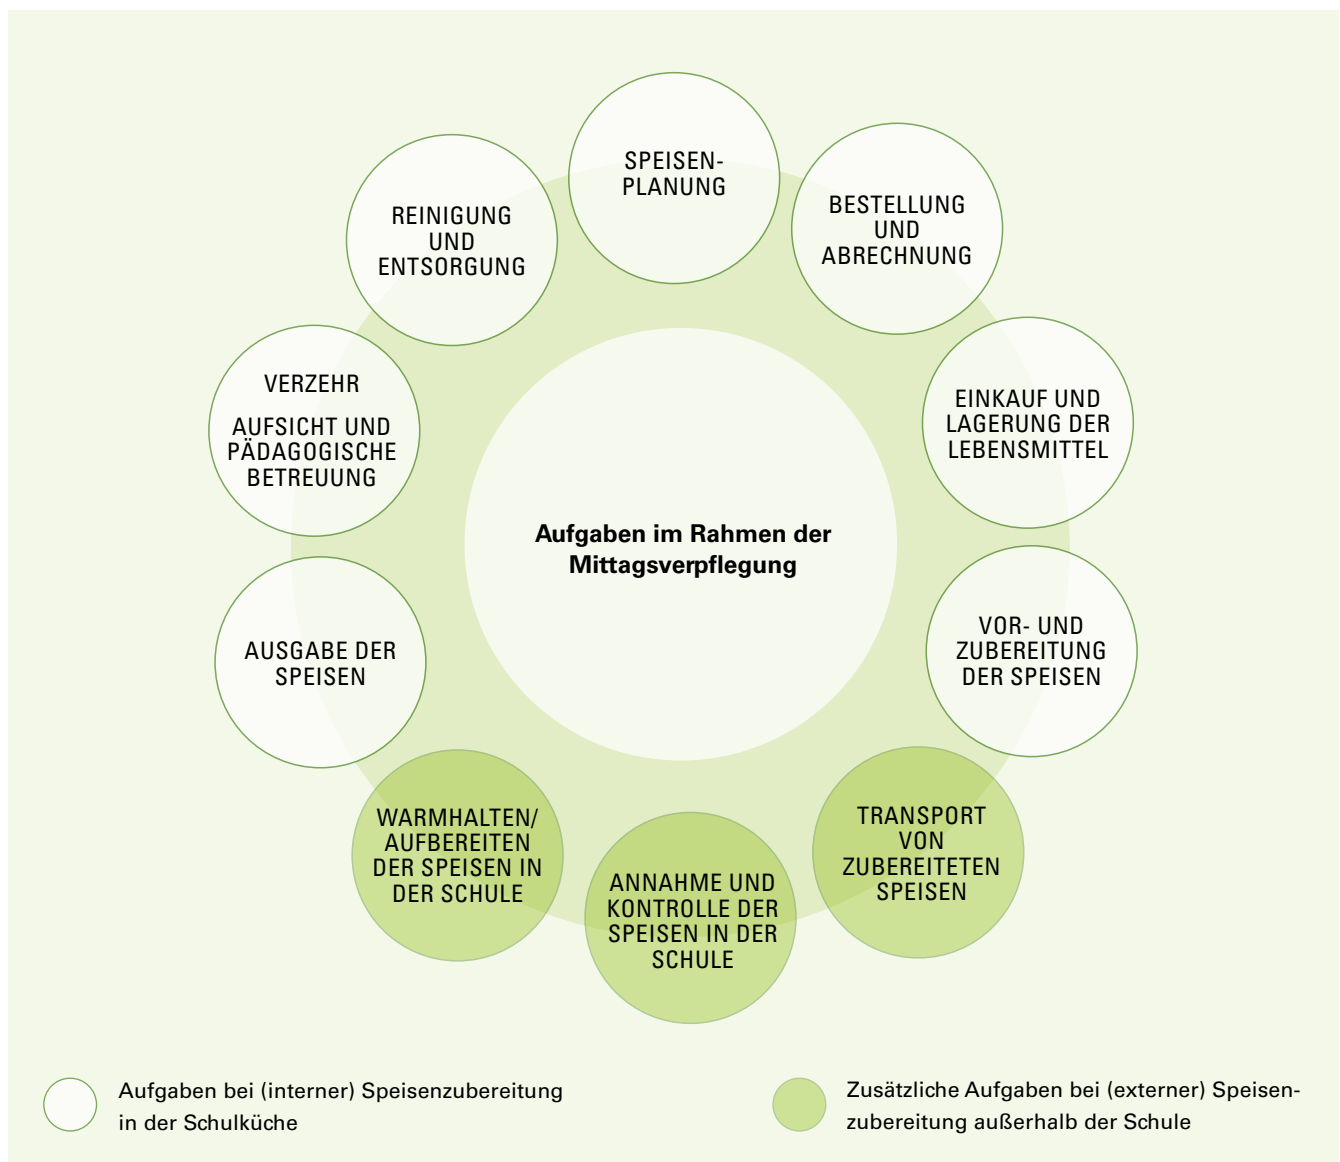 SPEISEN-
PLANUNG
BESTELLUNG
UND
ABRECHNUNG
EINKAUF UND
LAGERUNG DER
LEBENSMITTEL
VOR- UND
ZUBEREITUNG
DER SPEISEN
TRANSPORT
VON
ZUBEREITETEN
SPEISEN
ANNAHME UND
KONTROLLE DER
SPEISEN IN DER
SCHULE
WARMHALTEN/
AUFBEREITEN
DER SPEISEN IN
DER SCHULE
AUSGABE DER
SPEISEN
VERZEHR
AUFSICHT UND
PÄDAGOGISCHE
BETREUUNG
REINIGUNG
UND
ENTSORGUNG
Aufgaben im Rahmen der
Mittagsverpflegung
Aufgaben bei (interner) Speisenzubereitung
in der Schulküche
Zusätzliche Aufgaben bei (externer) Speisen-
zubereitung außerhalb der Schule